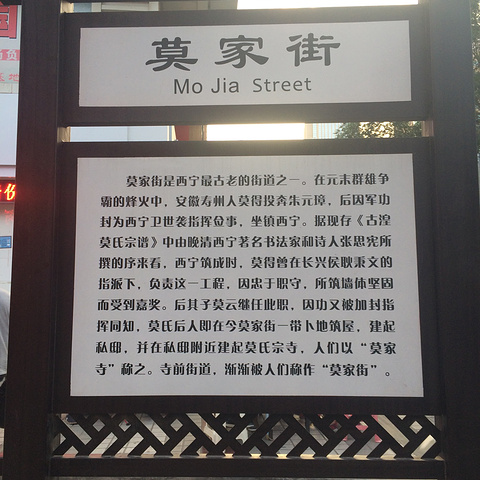 莫家街
Mo Jia Street
莫家街是西宁最古老的街道之一。在元末群雄争
霸的烽火中，安徽寿州人莫得投奔朱元璋，后因军功
封为西宁卫世袭指挥佥事，坐镇西宁。据现存《古湟
莫氏宗谱》中由晚清西宁著名书法家和诗人张思宪所
撰的序来看，西宁筑成时，莫得曾在长兴侯耿秉文的
指派下，负责这一工程，因忠于职守，所筑墙体坚固
而受到嘉奖。后其子莫云继任此职，因功又被加封指
挥同知，莫氏后人即在今莫家街一带卜地筑屋，建起
私邸，并在私邸附近建起莫氏宗寺，人们以“莫家
寺”称之。寺前街道，渐渐被人们称作“莫家街”。